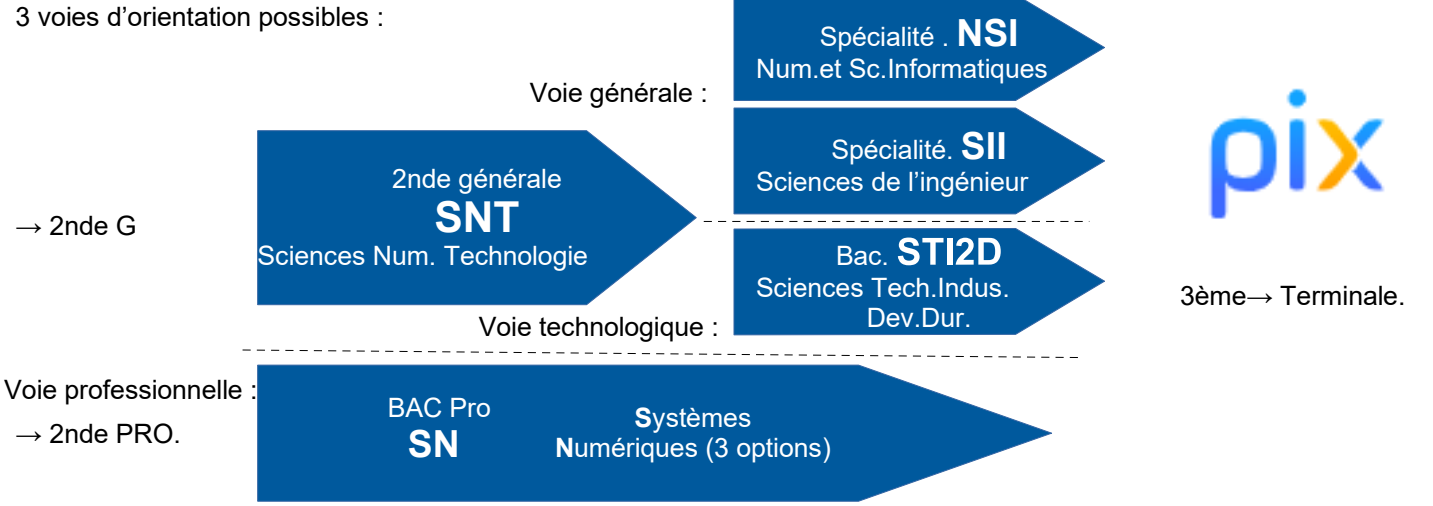 3 voies d’orientation possibles :
Spécialité . NSI
Num.et Sc.Informatiques
Voie générale :
Spécialité. SII
Sciences de l’ingénieur
→ 2nde G
2nde générale
SNT
Sciences Num. Technologie
Bac. STI2D
Sciences Tech.Indus.
Dev.Dur.
Voie technologique :
pix
3ème→ Terminale.
Voie professionnelle :
→ 2nde PRO.
BAC Pro
SN
Systèmes
Numériques (3 options)